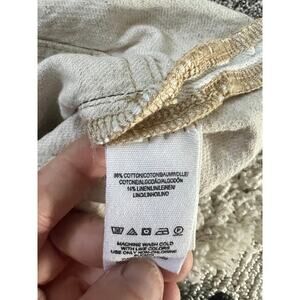 86% COTTON/COTON/BAUMWOLLE/
COTONE/ALGODÃO/ALGODÓN
14% LINEN/LIN/LEINEN/
LINO/LINHO/LINO
MACHINE WASH COLD
WITH LIKE COLORS
USE ONLY NON-CHLORINE